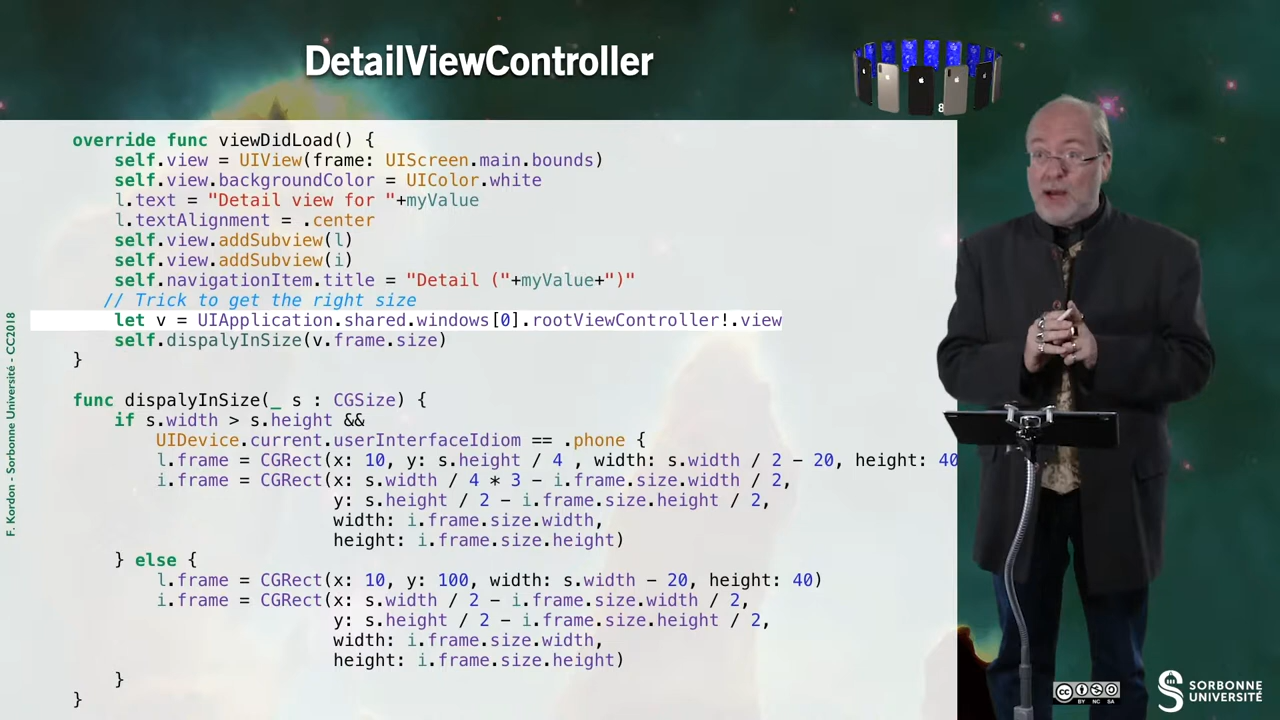 DetailViewController
8
override func viewDidLoad() {
self.view = UIView(frame: UIScreen.main.bounds)
self.view.backgroundColor = UIColor.white
l.text = "Detail view for "+myValue
l.textAlignment = .center
self.view.addSubview(l)
self.view.addSubview(i)
self.navigationItem.title = "Detail ("+myValue+")"
// Trick to get the right size
let v = UIApplication.shared.windows[0].rootViewController!.view
self.dispalyInSize(v.frame.size)
}
func dispalyInSize(_ s : CGSize) {
if s.width > s.height &&
UIDevice.current.userInterfaceIdiom == .phone {
l.frame = CGRect(x: 10, y: s.height / 4 , width: s.width / 2 - 20, height: 40
i.frame = CGRect(x: s.width / 4 * 3 - i.frame.size.width / 2,
y: s.height / 2 - i.frame.size.height / 2,
width: i.frame.size.width,
height: i.frame.size.height)
} else {
l.frame = CGRect(x: 10, y: 100, width: s.width - 20, height: 40)
i.frame = CGRect(x: s.width / 2 - i.frame.size.width / 2,
y: s.height / 2 - i.frame.size.height / 2,
width: i.frame.size.width,
height: i.frame.size.height)
}
}
F. Kordon - Sorbonne Université - CC2018
cc
BY NC SA
SORBONNE
UNIVERSITÉ